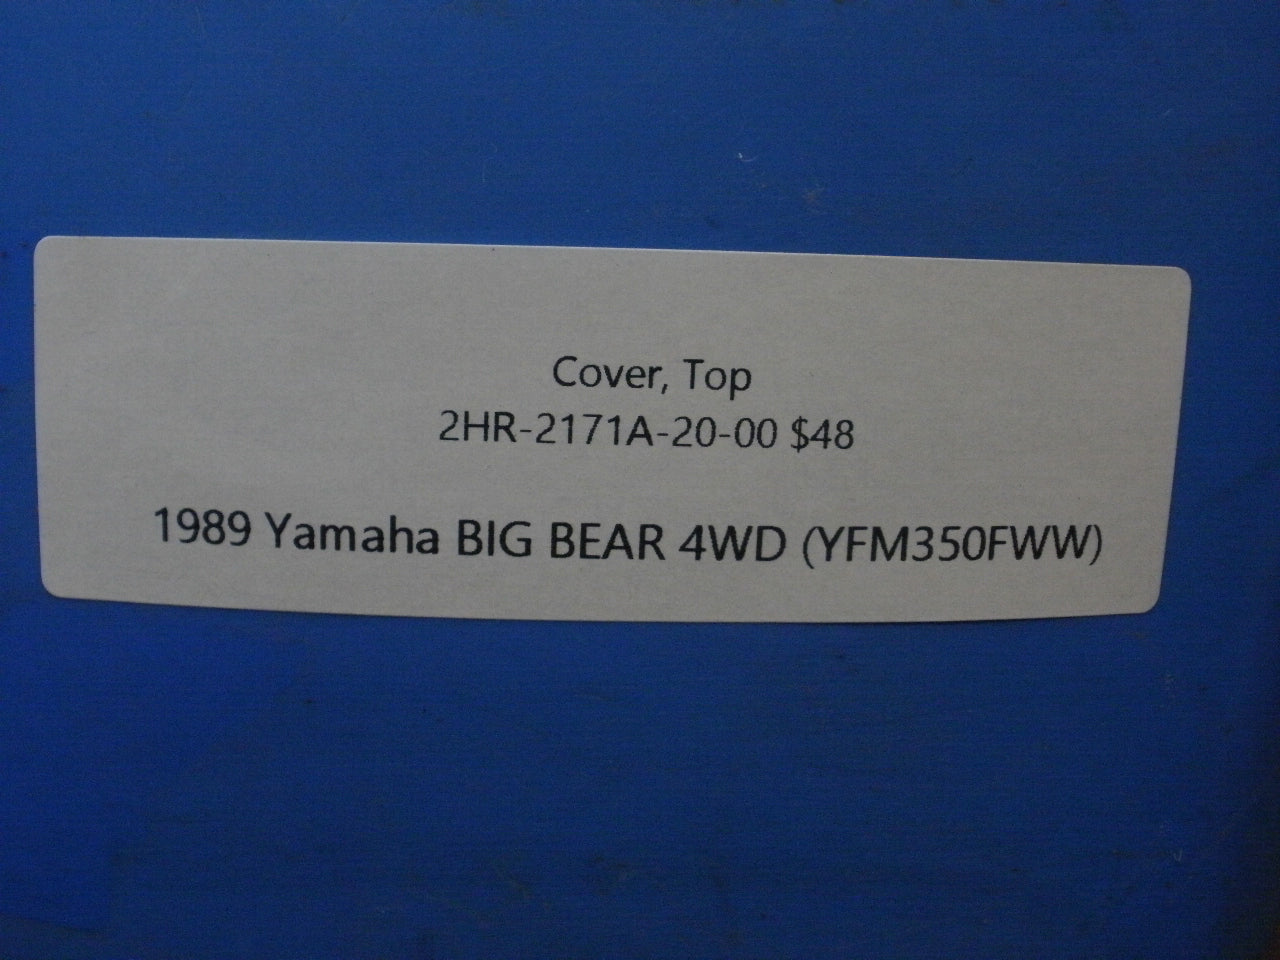 Cover, Top
2HR-2171A-20-00 $48
1989 Yamaha BIG BEAR 4WD (YFM350FWW)